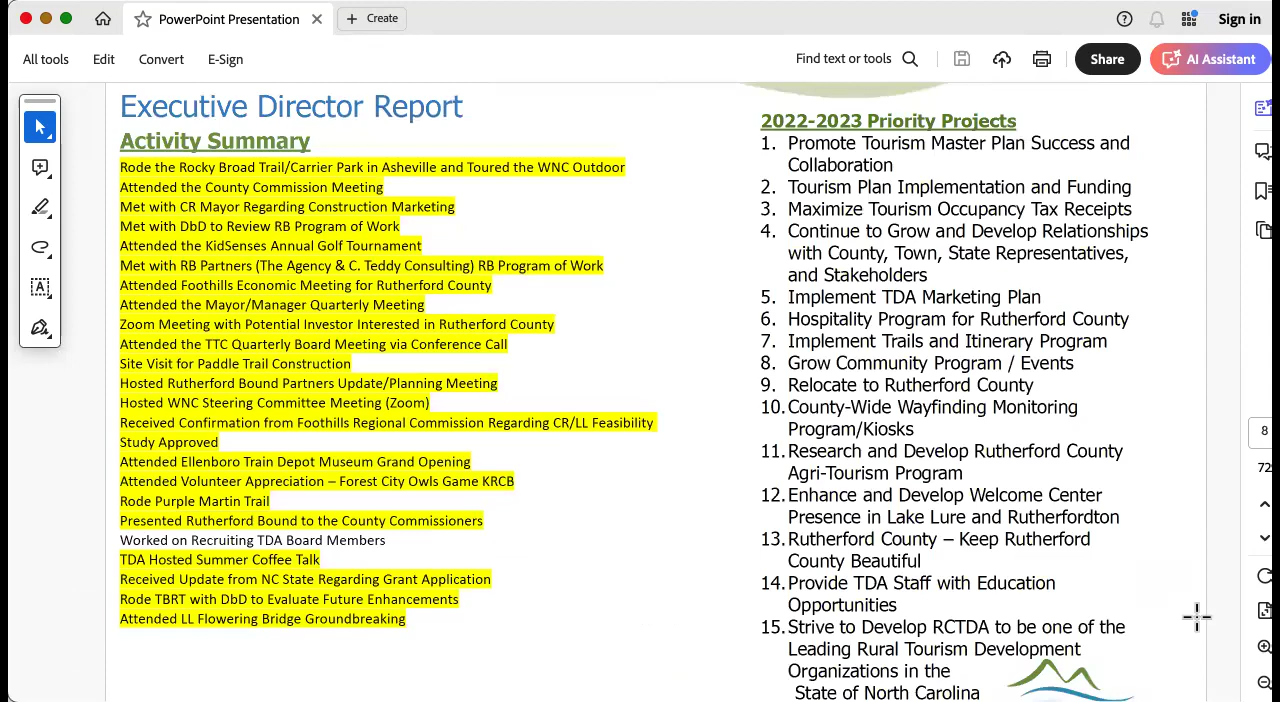 PowerPoint Presentation
Create
Sign in
All tools
Edit
Convert
E-Sign
Find text or tools
Share
AI Assistant
Executive Director Report
Activity Summary
Rode the Rocky Broad Trail/Carrier Park in Asheville and Toured the WNC Outdoor
Attended the County Commission Meeting
Met with CR Mayor Regarding Construction Marketing
Met with DbD to Review RB Program of Work
Attended the KidSenses Annual Golf Tournament
Met with RB Partners (The Agency & C. Teddy Consulting) RB Program of Work
Attended Foothills Economic Meeting for Rutherford County
Attended the Mayor/Manager Quarterly Meeting
Zoom Meeting with Potential Investor Interested in Rutherford County
Attended the TTC Quarterly Board Meeting via Conference Call
Site Visit for Paddle Trail Construction
Hosted Rutherford Bound Partners Update/Planning Meeting
Hosted WNC Steering Committee Meeting (Zoom)
Received Confirmation from Foothills Regional Commission Regarding CR/LL Feasibility
Study Approved
Attended Ellenboro Train Depot Museum Grand Opening
Attended Volunteer Appreciation – Forest City Owls Game KRCB
Rode Purple Martin Trail
Presented Rutherford Bound to the County Commissioners
Worked on Recruiting TDA Board Members
TDA Hosted Summer Coffee Talk
Received Update from NC State Regarding Grant Application
Rode TBRT with DbD to Evaluate Future Enhancements
Attended LL Flowering Bridge Groundbreaking
2022-2023 Priority Projects
1. Promote Tourism Master Plan Success and
Collaboration
2. Tourism Plan Implementation and Funding
3. Maximize Tourism Occupancy Tax Receipts
4. Continue to Grow and Develop Relationships
with County, Town, State Representatives,
and Stakeholders
5. Implement TDA Marketing Plan
6. Hospitality Program for Rutherford County
7. Implement Trails and Itinerary Program
8. Grow Community Program / Events
9. Relocate to Rutherford County
10. County-Wide Wayfinding Monitoring
Program/Kiosks
11. Research and Develop Rutherford County
Agri-Tourism Program
12. Enhance and Develop Welcome Center
Presence in Lake Lure and Rutherfordton
13. Rutherford County – Keep Rutherford
County Beautiful
14. Provide TDA Staff with Education
Opportunities
15. Strive to Develop RCTDA to be one of the
Leading Rural Tourism Development
Organizations in the
State of North Carolina
8
72